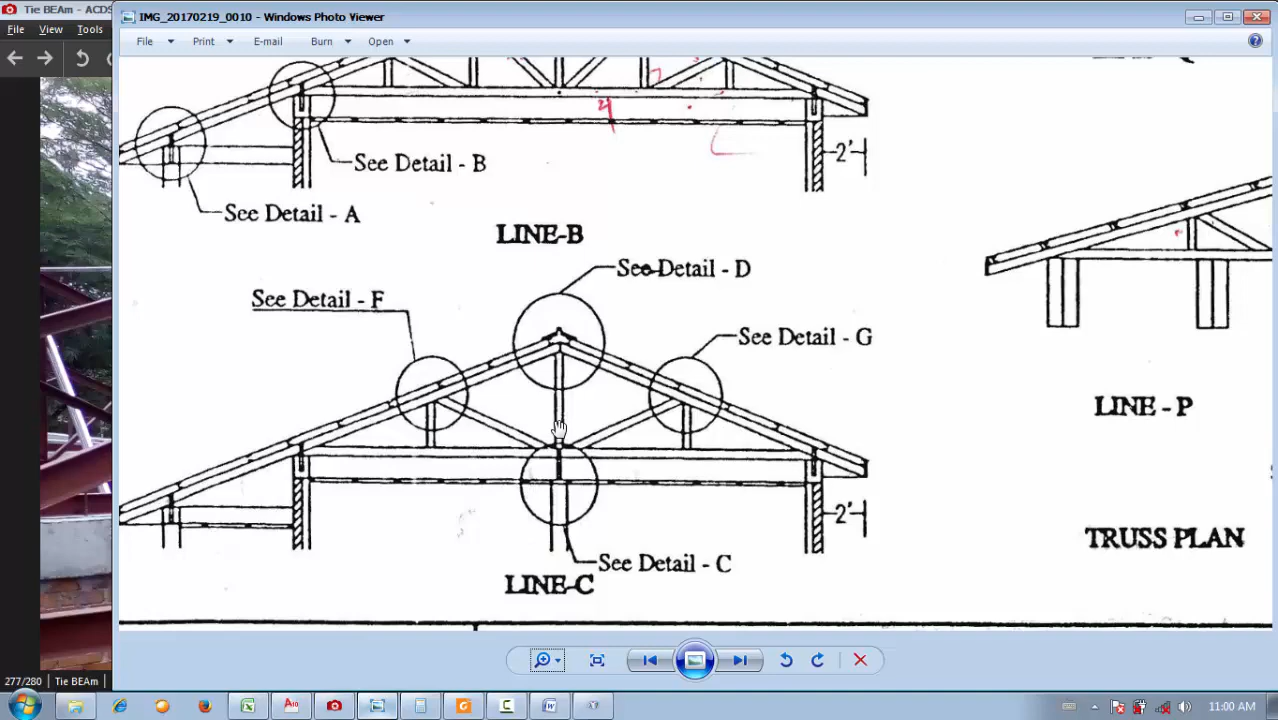 Tie BEAm - ACDS
IMG_20170219_0010 - Windows Photo Viewer
File View Tools
File Print E-mail Burn Open
See Detail - B
2'
See Detail - A
LINE-B
See Detail - D
See Detail - F
See Detail - G
LINE - P
2'
TRUSS PLAN
See Detail - C
LINE-C
277/280 Tie BEAm
11:00 AM